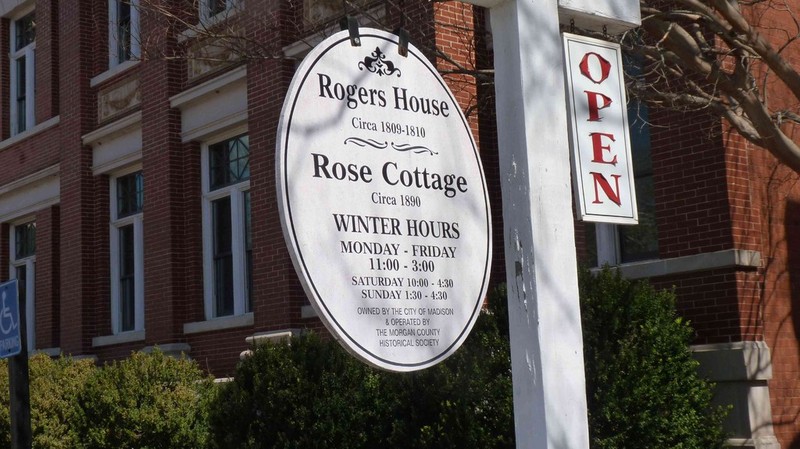 Rogers House
Circa 1809-1810
Rose Cottage
Circa 1890
WINTER HOURS
MONDAY - FRIDAY
11:00 - 3:00
SATURDAY 10:00 - 4:30
SUNDAY 1:30 - 4:30
OWNED BY THE CITY OF MADISON
& OPERATED BY
THE MORGAN COUNTY
HISTORICAL SOCIETY
OPEN
PARKING